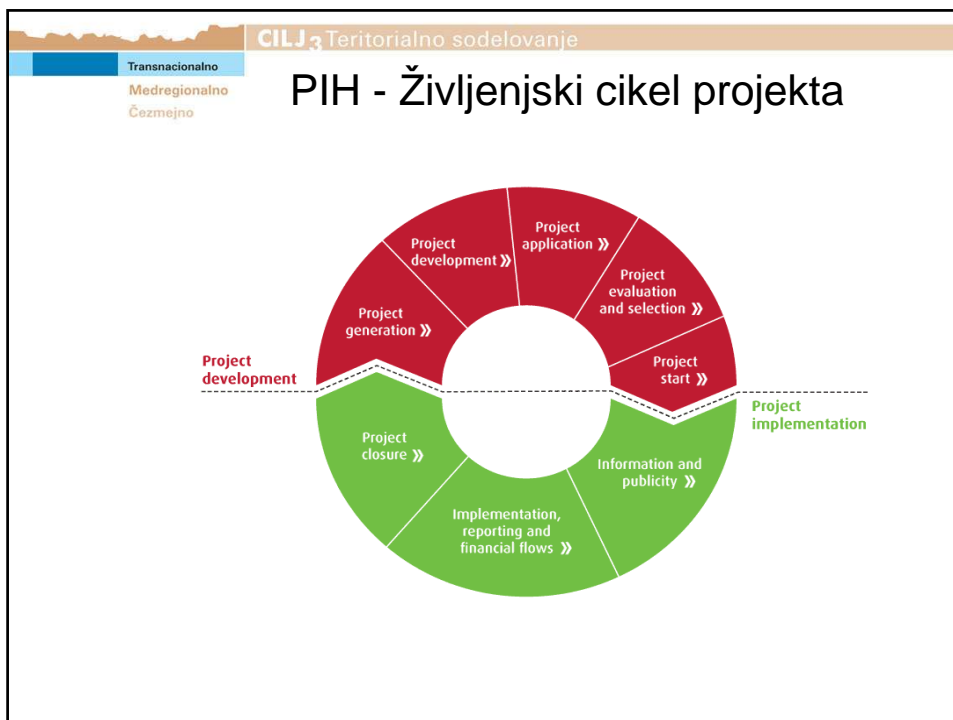 CILJ 3 Teritorialno sodelovanje
Transnacionalno
Medregionalno
Čezmejno
PIH - Življenjski cikel projekta
Project
generation »
Project
development »
Project
application »
Project
evaluation
and selection »
Project
start »
Project
development
Project
implementation
Information and
publicity »
Implementation,
reporting and
financial flows »
Project
closure »